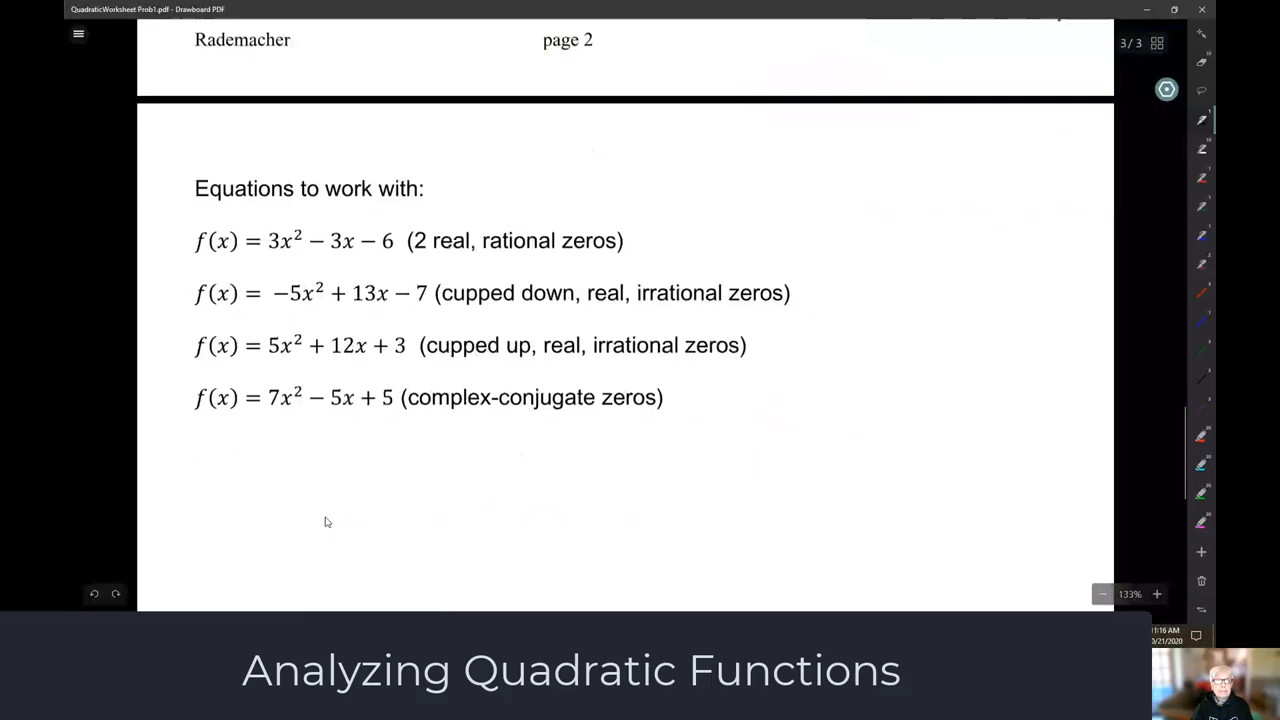 QuadraticWorksheet Prob1.pdf - Drawboard PDF
Rademacher page 2
3 / 3
Equations to work with:
f(x) = 3x² − 3x − 6 (2 real, rational zeros)
f(x) = −5x² + 13x − 7 (cupped down, real, irrational zeros)
f(x) = 5x² + 12x + 3 (cupped up, real, irrational zeros)
f(x) = 7x² − 5x + 5 (complex-conjugate zeros)
133%
Analyzing Quadratic Functions